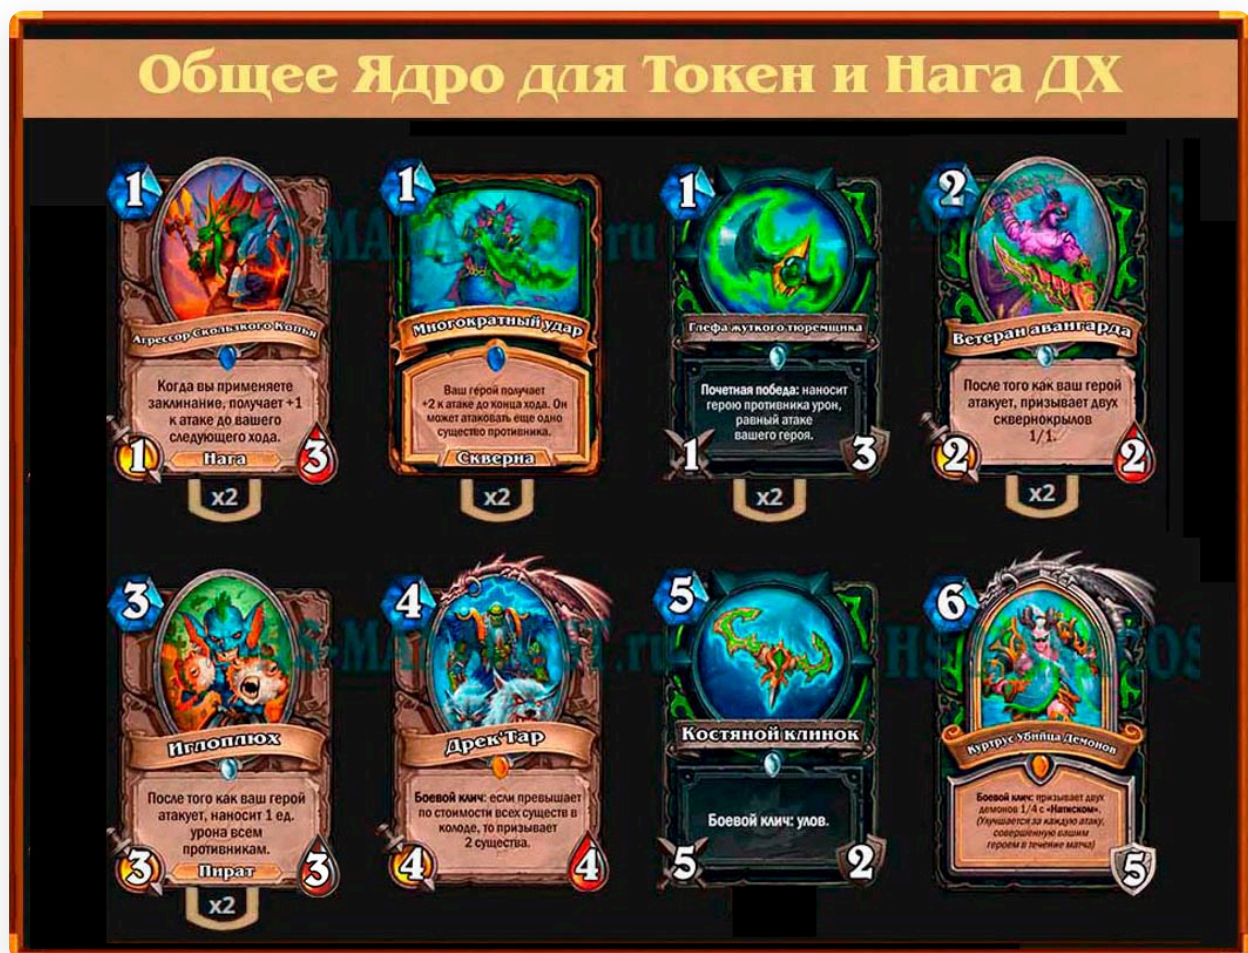 Общее Ядро для Токен и Нага ДХ
1
Агрессор Скользкого Копья
Когда вы применяете
заклинание, получает +1
к атаке до вашего
следующего хода.
1
Нага
3
x2
1
Многократный удар
Ваш герой получает
+2 к атаке до конца хода. Он
может атаковать еще одно
существо противника.
Скверна
x2
1
Глефа жуткого тюремщика
Почетная победа: наносит
герою противника урон,
равный атаке
вашего героя.
1
3
x2
2
Ветеран авангарда
После того как ваш герой
атакует, призывает двух
сквернокрылов
1/1.
2
2
x2
3
Иглоплюх
После того как ваш герой
атакует, наносит 1 ед.
урона всем
противникам.
3
Пират
3
x2
4
Дрек'Тар
Боевой клич: если превышает
по стоимости всех существ в
колоде, то призывает
2 существа.
4
4
5
Костяной клинок
Боевой клич: улов.
5
2
6
Куртрус Убийца Демонов
Боевой клич: призывает двух
демонов 1/4 с «Натиском».
(Улучшается за каждую атаку,
совершенную вашим
героем в течение матча)
5